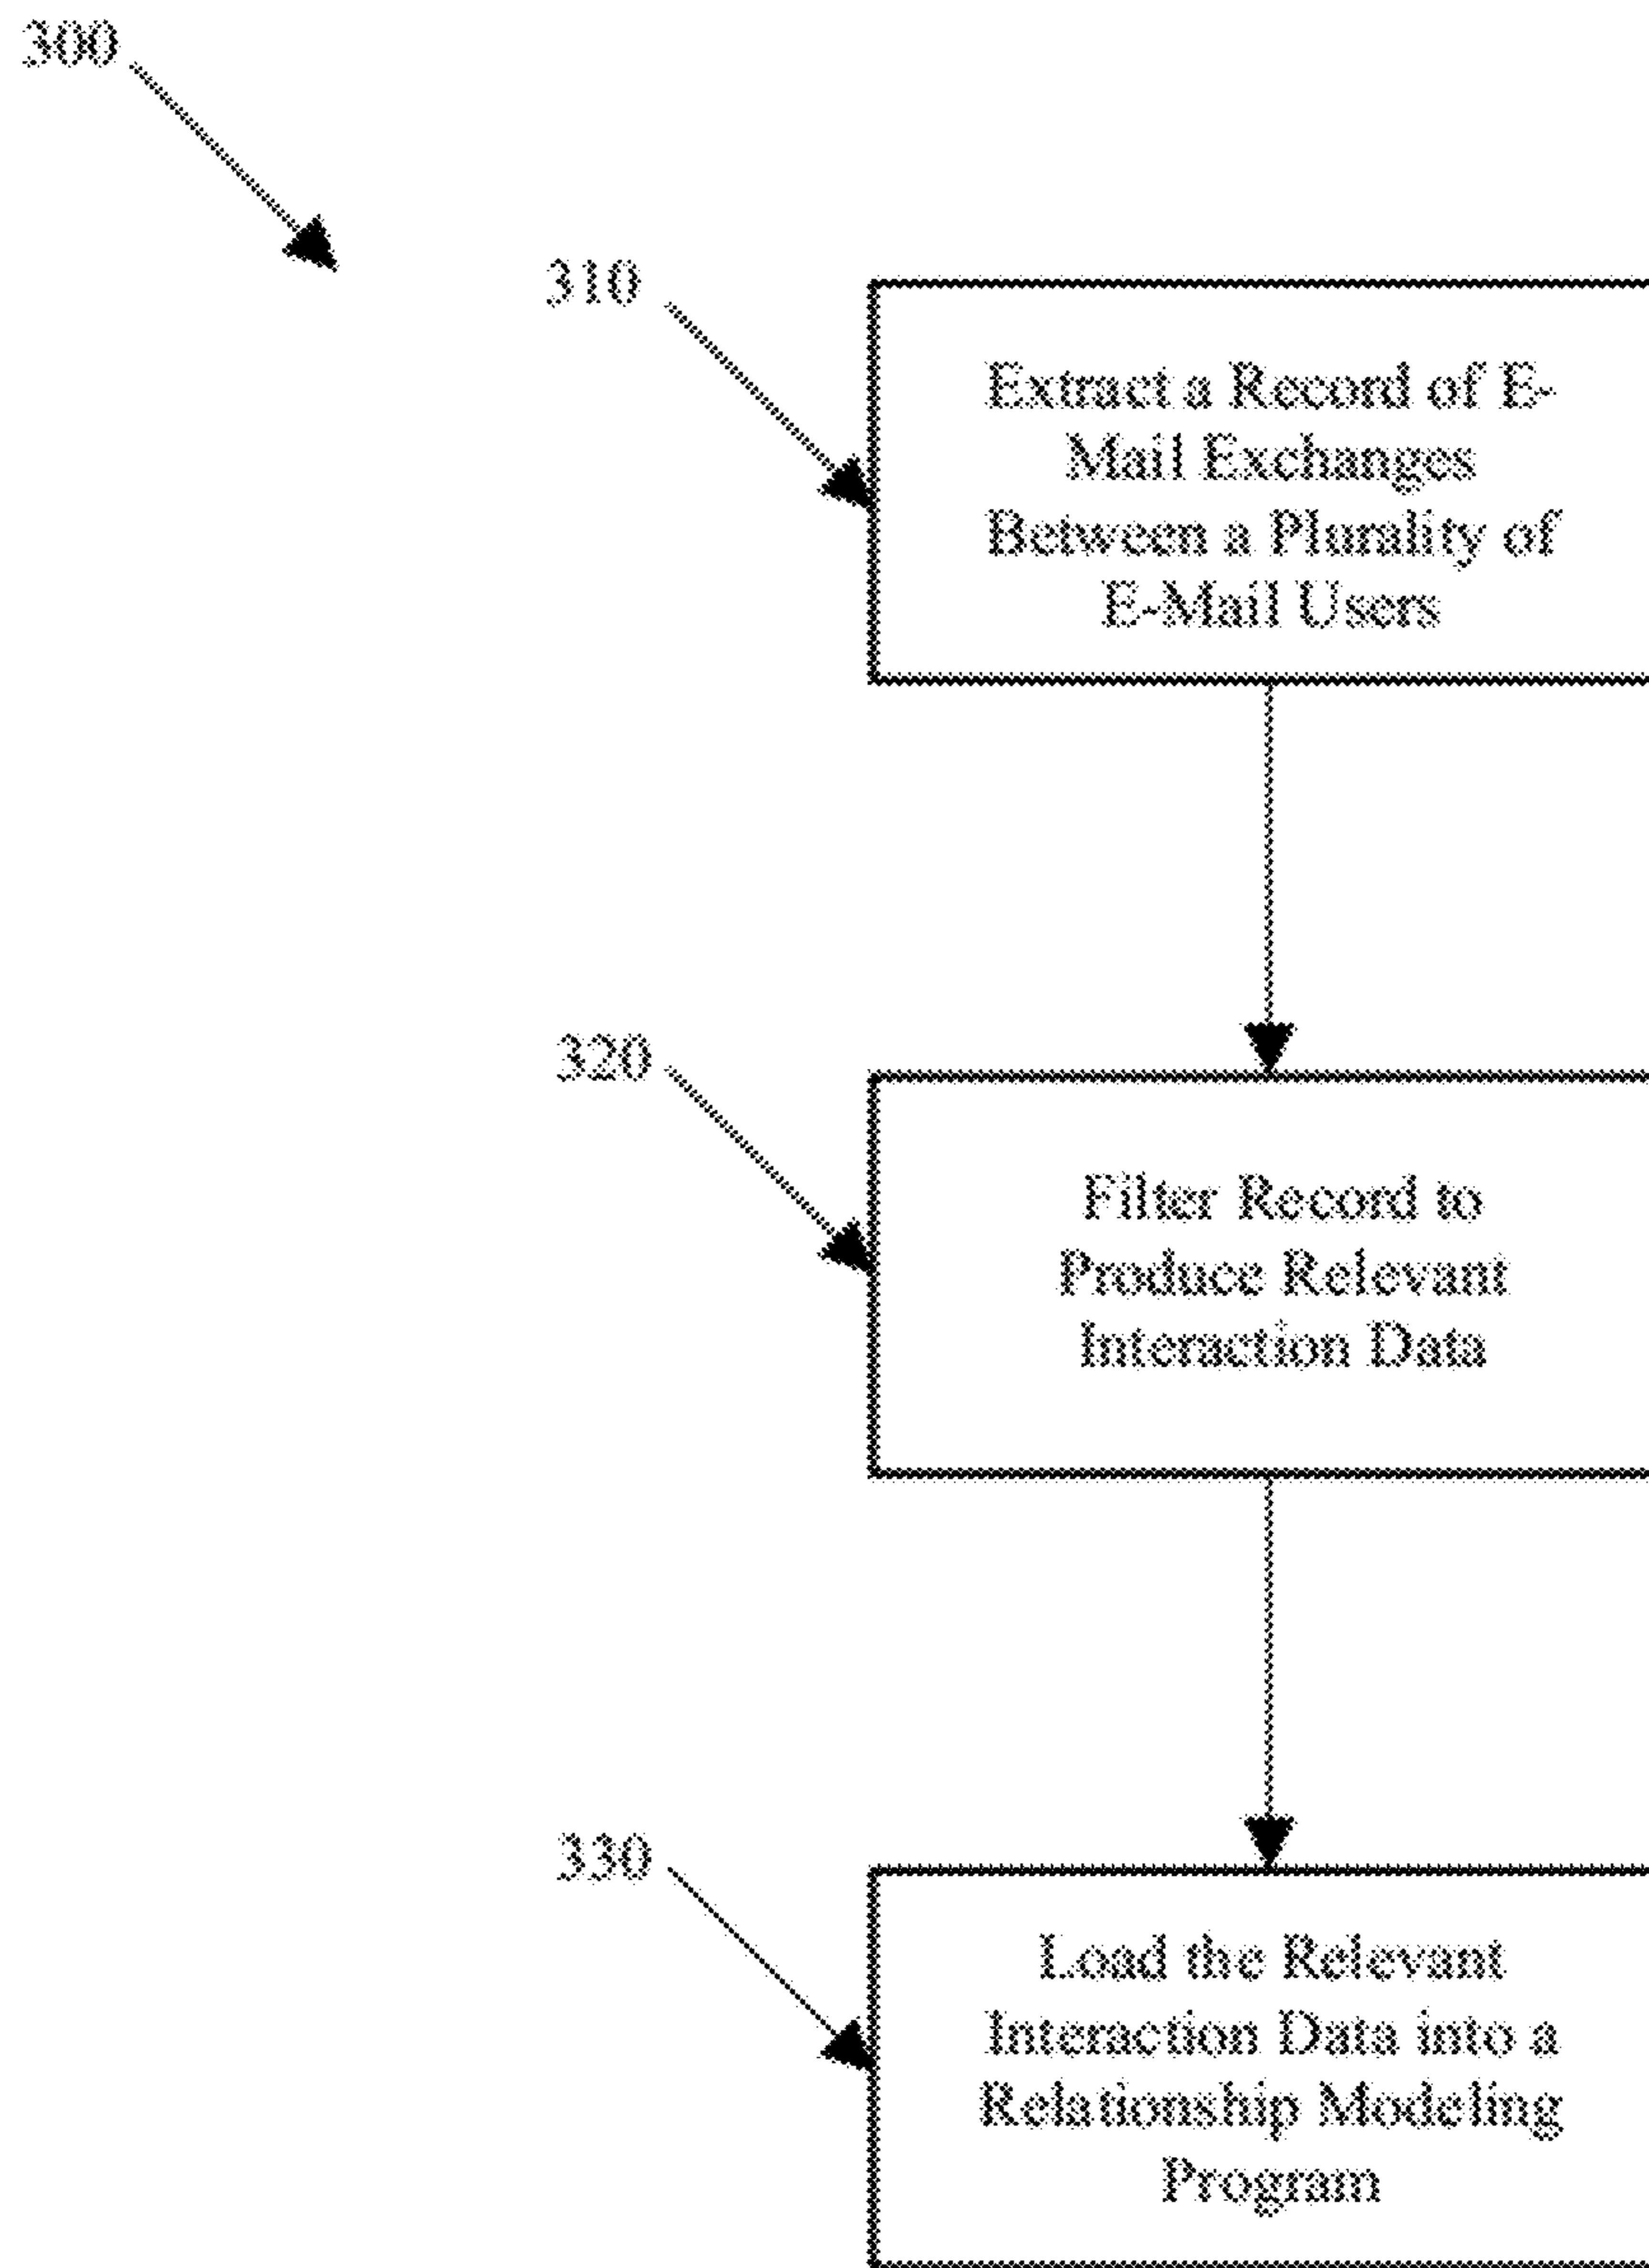 300
310
Extract a Record of E-
Mail Exchanges
Between a Plurality of
E-Mail Users
320
Filter Record to
Produce Relevant
Interaction Data
330
Load the Relevant
Interaction Data into a
Relationship Modeling
Program